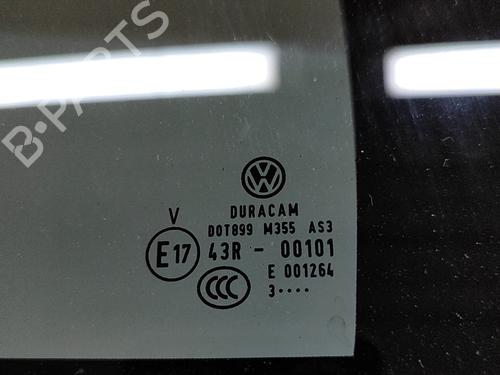 B-PARTS
DURACAM
DOT899 M355 AS3
V
E17 43R - 00101
E 001264
CCC
3····